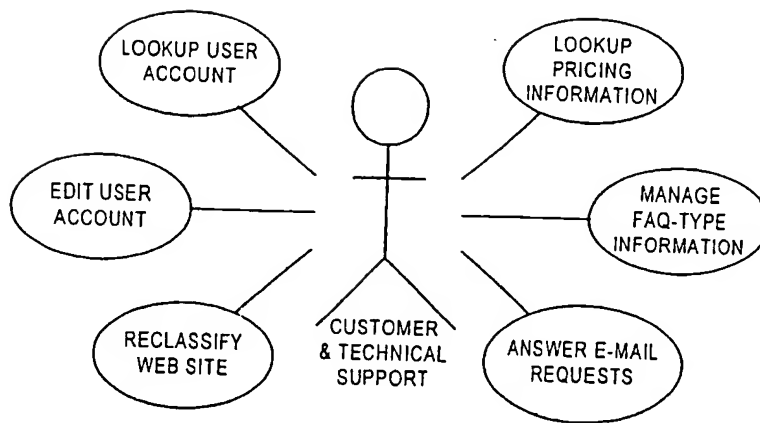 LOOKUP USER
ACCOUNT
LOOKUP
PRICING
INFORMATION
EDIT USER
ACCOUNT
MANAGE
FAQ-TYPE
INFORMATION
RECLASSIFY
WEB SITE
CUSTOMER
& TECHNICAL
SUPPORT
ANSWER E-MAIL
REQUESTS